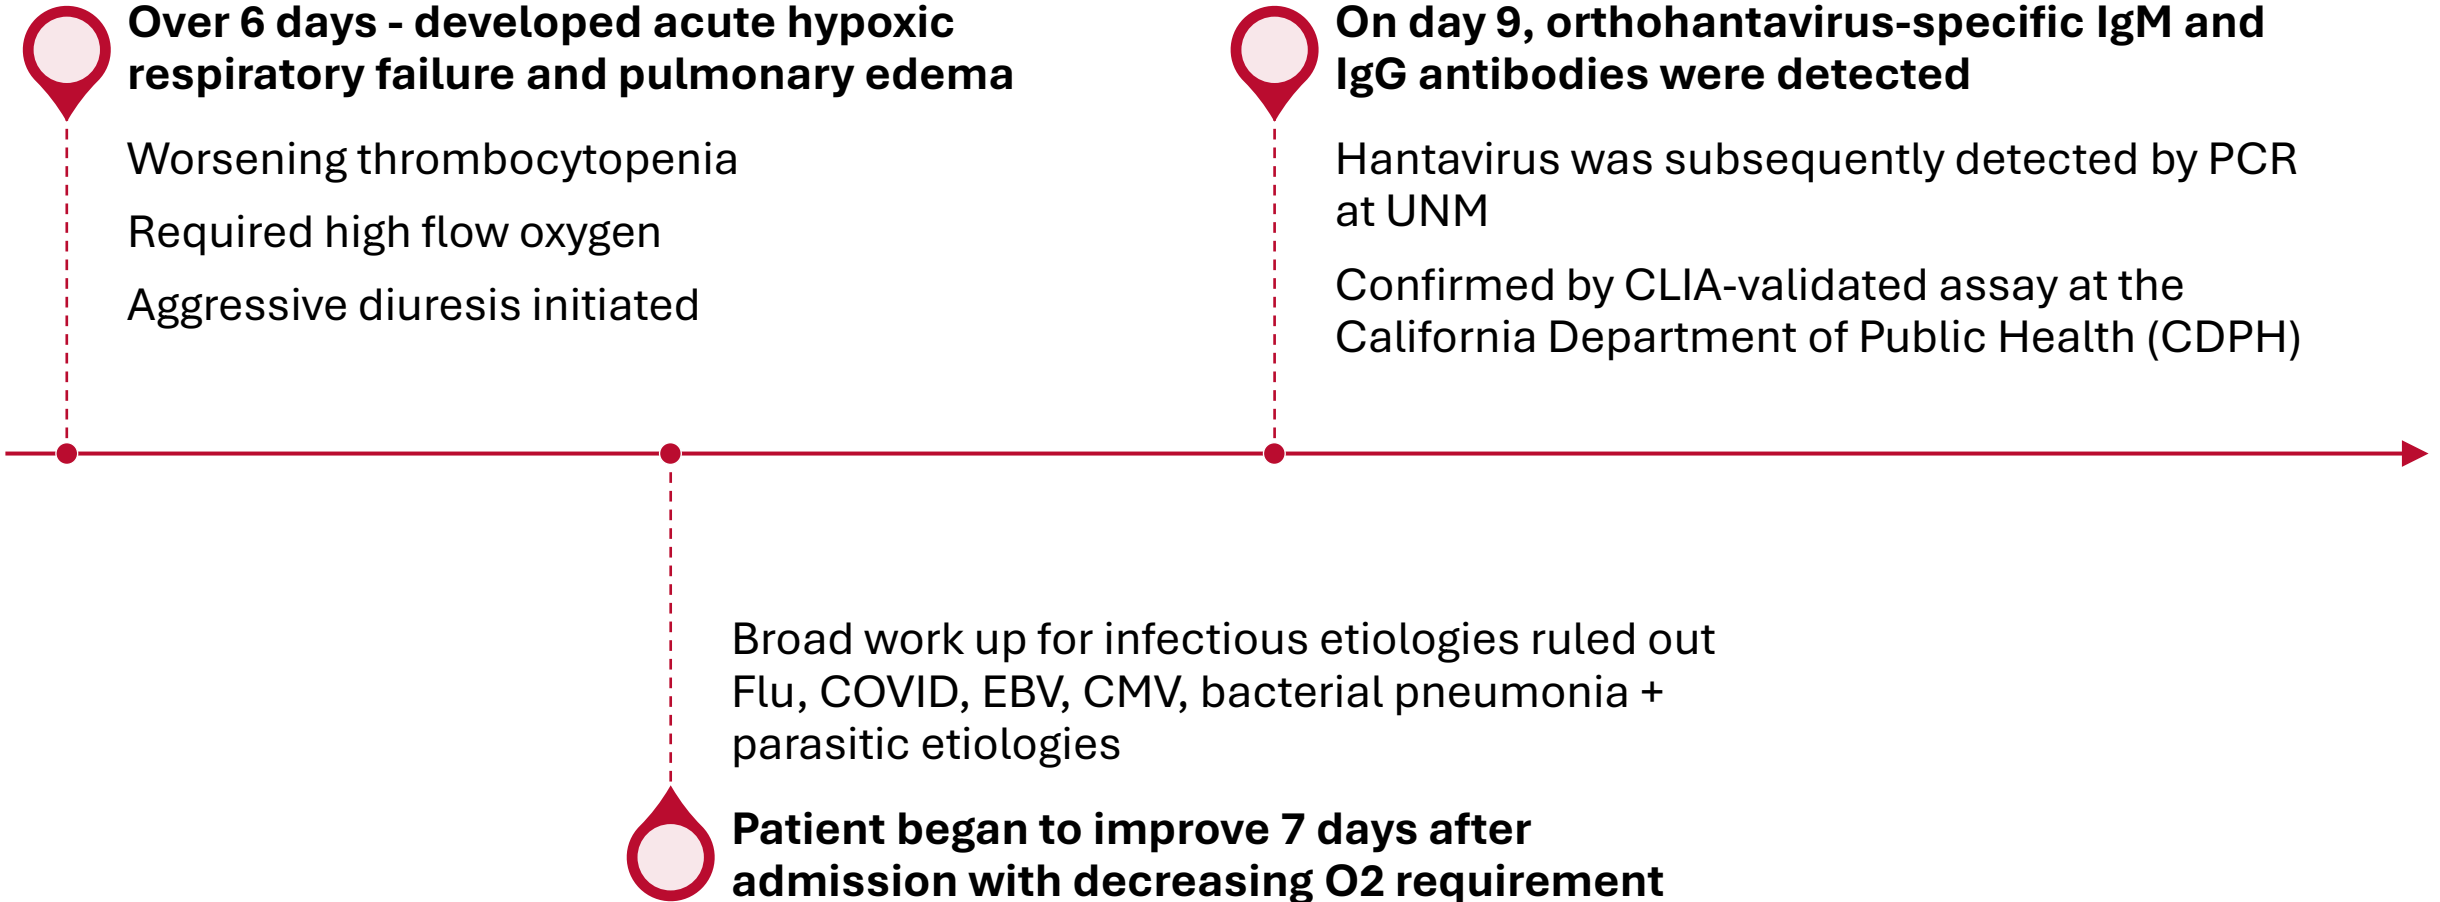 Over 6 days - developed acute hypoxic
respiratory failure and pulmonary edema
Worsening thrombocytopenia
Required high flow oxygen
Aggressive diuresis initiated
Broad work up for infectious etiologies ruled out
Flu, COVID, EBV, CMV, bacterial pneumonia +
parasitic etiologies
Patient began to improve 7 days after
admission with decreasing O2 requirement
On day 9, orthohantavirus-specific IgM and
IgG antibodies were detected
Hantavirus was subsequently detected by PCR
at UNM
Confirmed by CLIA-validated assay at the
California Department of Public Health (CDPH)